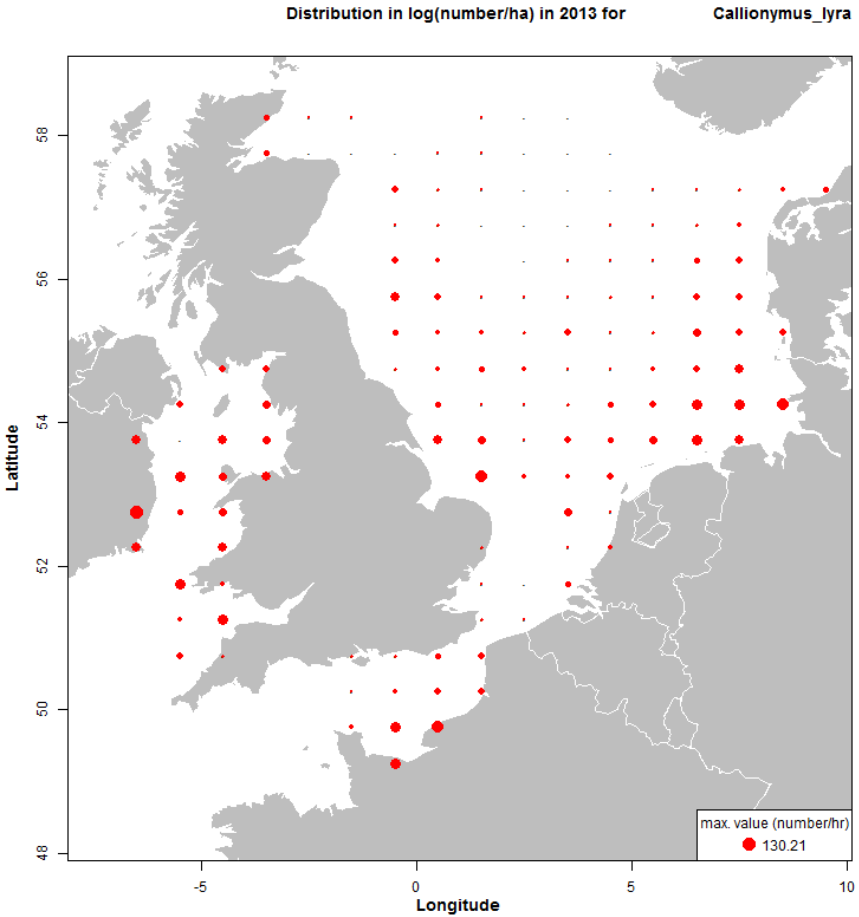 Distribution in log(number/ha) in 2013 for Callionymus_lyra
58
56
54
52
50
48
Latitude
max. value (number/hr)
130.21
-5 0 5 10
Longitude